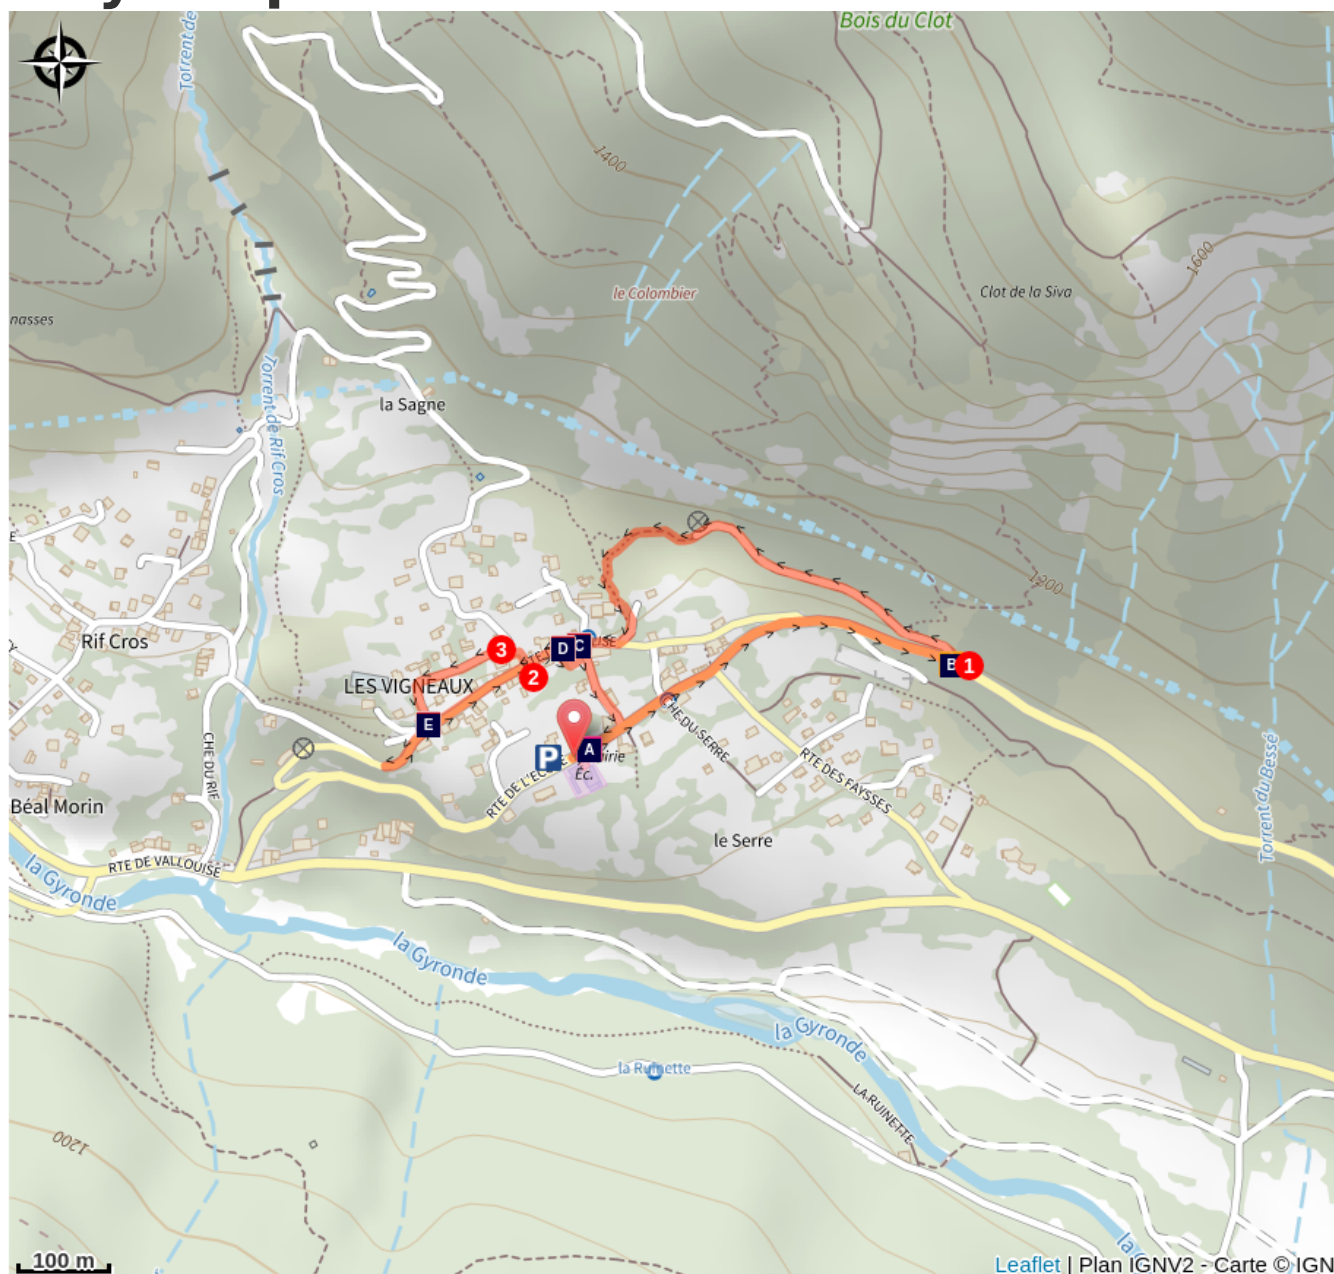 Bois du Clot
Torrent de
1400
1600
le Colombier
Clot de la Siva
nasses
la Sagne
Torrent de Rif Cros
1200
Rif Cros
3
D
C
B
1
2
LES VIGNEAUX
E
A
P
Éc.
CHE DU SERRE
RTE DES FAYSSES
RTE DE L'ÉCOLE
CHE DU RIF
Béal Morin
le Serre
Torrent du Bessé
RTE DE VALLOUISE
la Gyronde
la Gyronde
la Gyronde
la Ruinette
LA RUINETTE
1200
100 m
Leaflet | Plan IGNV2 - Carte © IGN